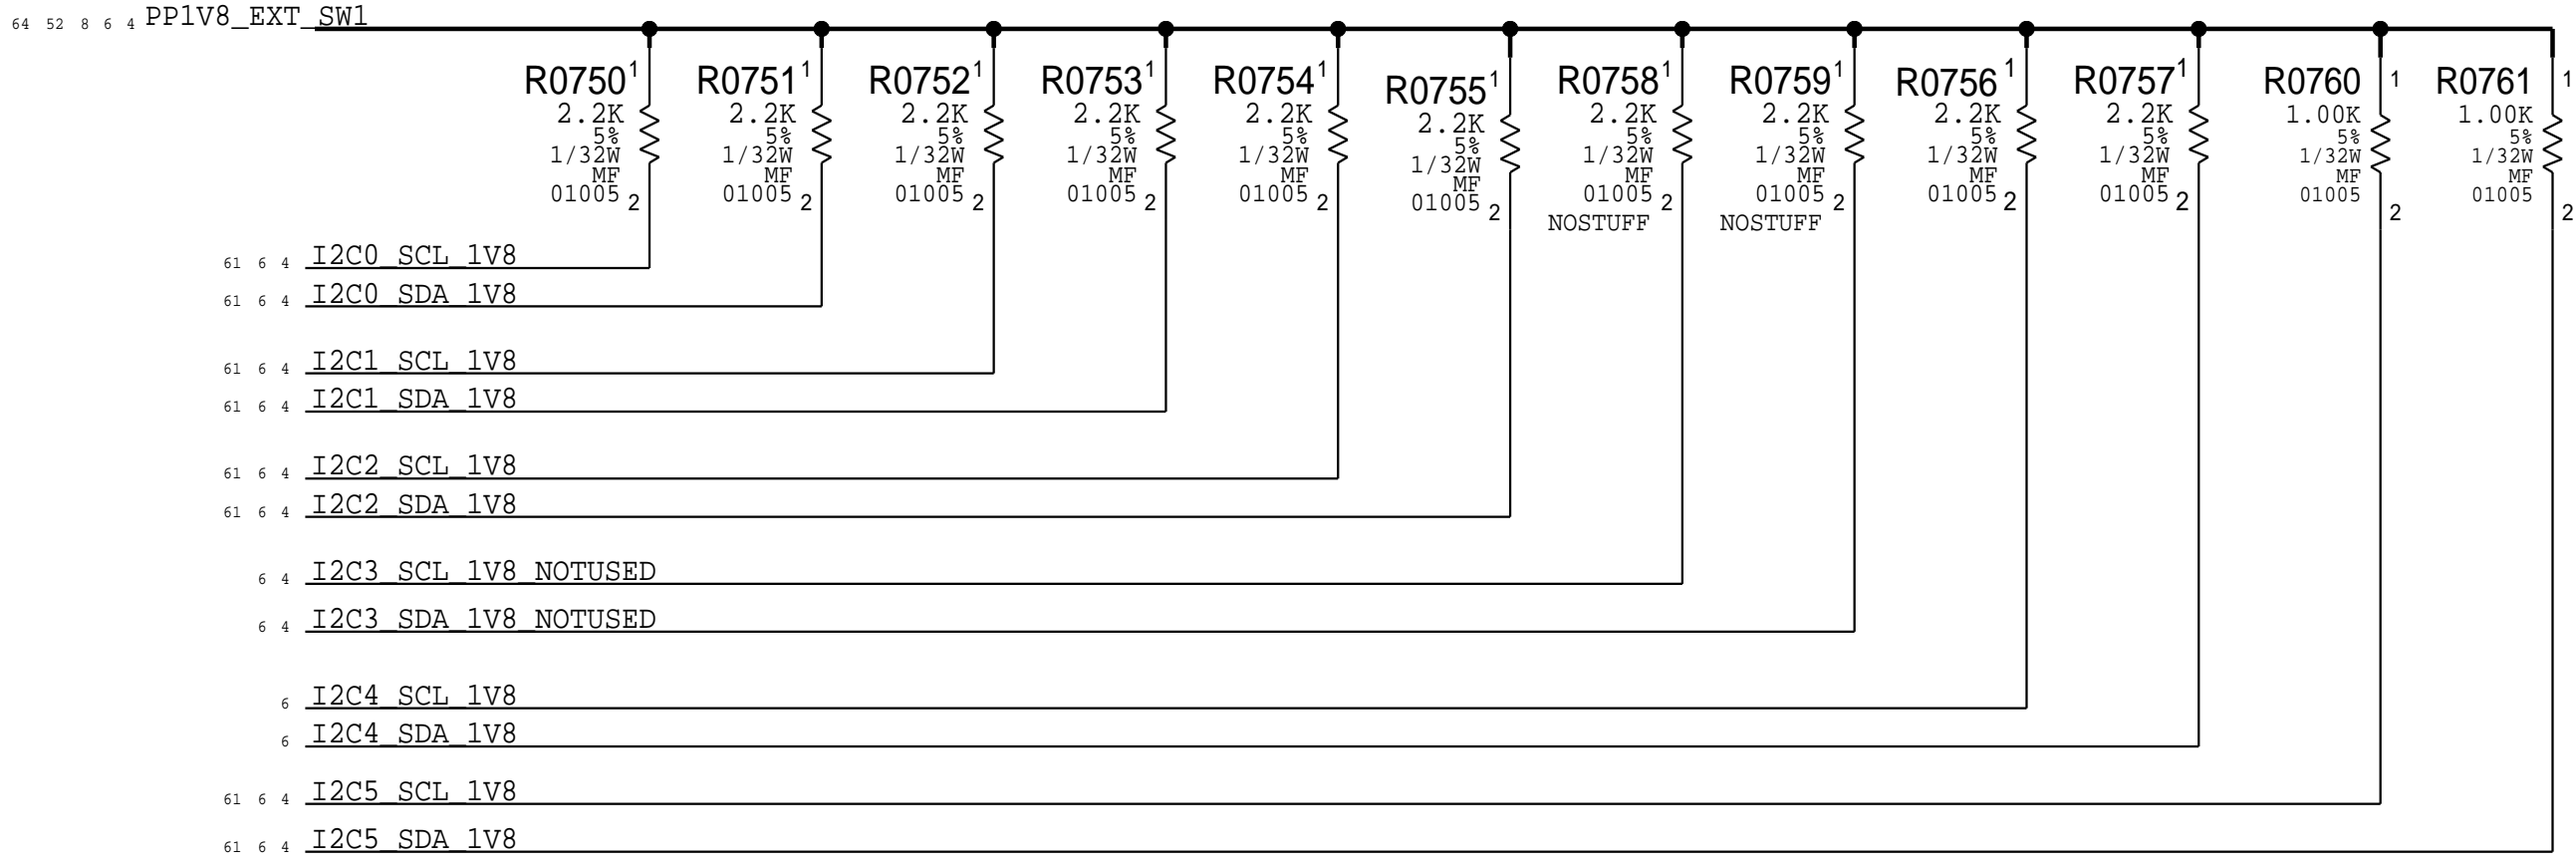 64 52 8 6 4 PP1V8_EXT_SW1
R0750 1
2.2K
5%
1/32W
MF
01005 2
R0751 1
2.2K
5%
1/32W
MF
01005 2
R0752 1
2.2K
5%
1/32W
MF
01005 2
R0753 1
2.2K
5%
1/32W
MF
01005 2
R0754 1
2.2K
5%
1/32W
MF
01005 2
R0755 1
2.2K
5%
1/32W
MF
01005 2
R0758 1
2.2K
5%
1/32W
MF
01005 2
NOSTUFF
R0759 1
2.2K
5%
1/32W
MF
01005 2
NOSTUFF
R0756 1
2.2K
5%
1/32W
MF
01005 2
R0757 1
2.2K
5%
1/32W
MF
01005 2
R0760 1
1.00K
5%
1/32W
MF
01005
2
R0761 1
1.00K
5%
1/32W
MF
01005
2
61 6 4 I2C0_SCL_1V8
61 6 4 I2C0_SDA_1V8
61 6 4 I2C1_SCL_1V8
61 6 4 I2C1_SDA_1V8
61 6 4 I2C2_SCL_1V8
61 6 4 I2C2_SDA_1V8
6 4 I2C3_SCL_1V8_NOTUSED
6 4 I2C3_SDA_1V8_NOTUSED
6 I2C4_SCL_1V8
6 I2C4_SDA_1V8
61 6 4 I2C5_SCL_1V8
61 6 4 I2C5_SDA_1V8